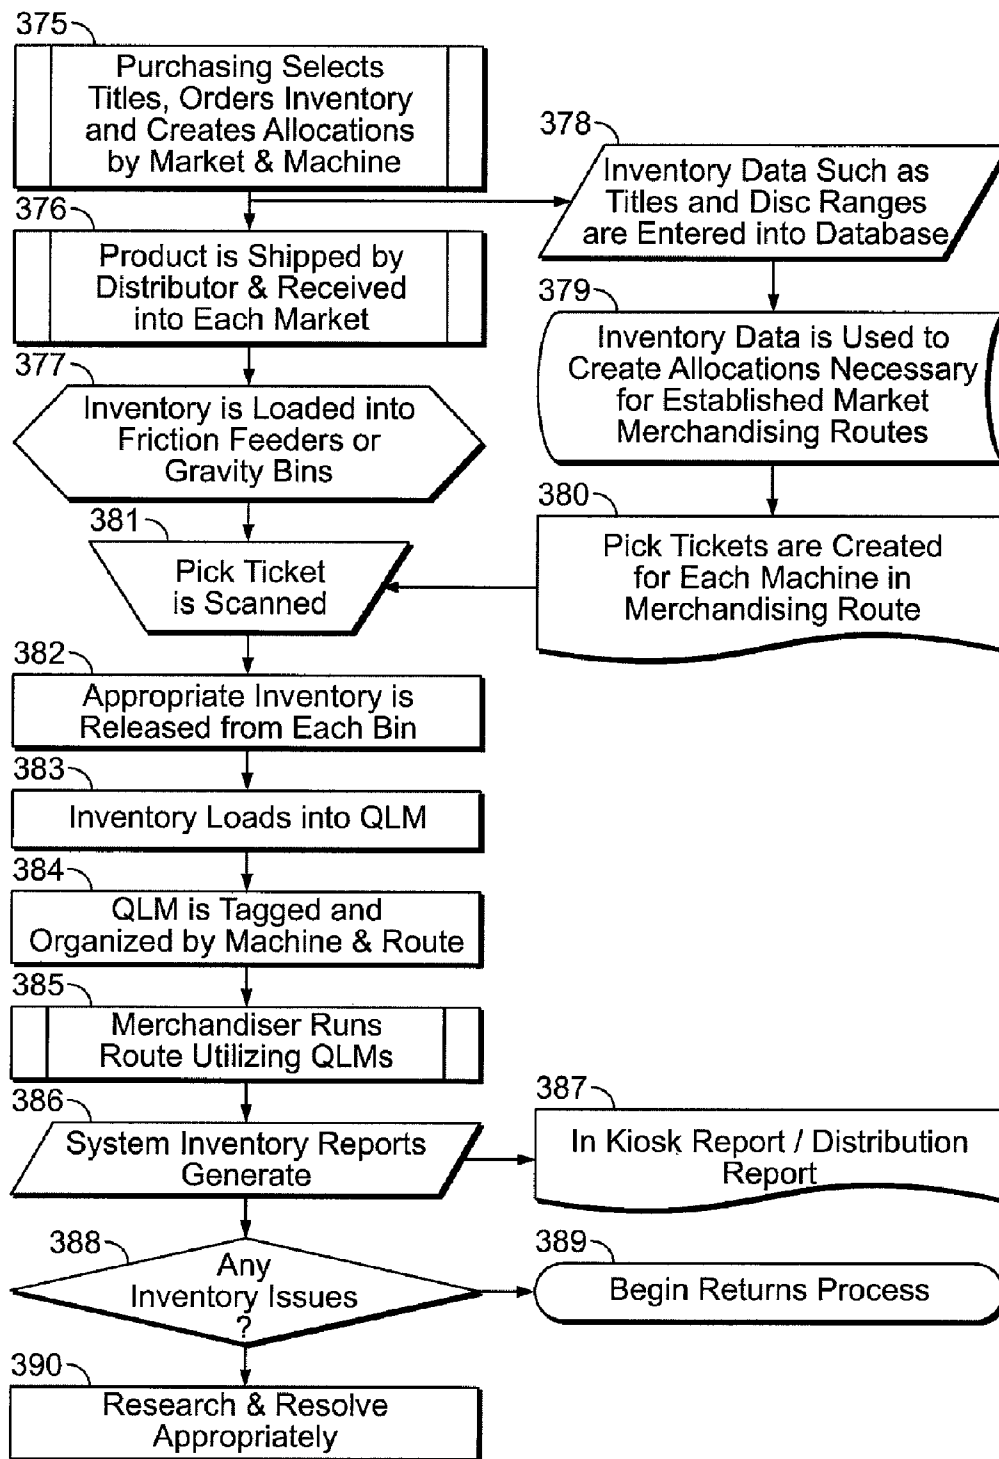 375
Purchasing Selects
Titles, Orders Inventory
and Creates Allocations
by Market & Machine
378
Inventory Data Such as
Titles and Disc Ranges
are Entered into Database
376
Product is Shipped by
Distributor & Received
into Each Market
379
Inventory Data is Used to
Create Allocations Necessary
for Established Market
Merchandising Routes
377
Inventory is Loaded into
Friction Feeders or
Gravity Bins
380
Pick Tickets are Created
for Each Machine in
Merchandising Route
381
Pick Ticket
is Scanned
382
Appropriate Inventory is
Released from Each Bin
383
Inventory Loads into QLM
384
QLM is Tagged and
Organized by Machine & Route
385
Merchandiser Runs
Route Utilizing QLMs
386
System Inventory Reports
Generate
387
In Kiosk Report / Distribution
Report
388
Any
Inventory Issues
?
389
Begin Returns Process
390
Research & Resolve
Appropriately